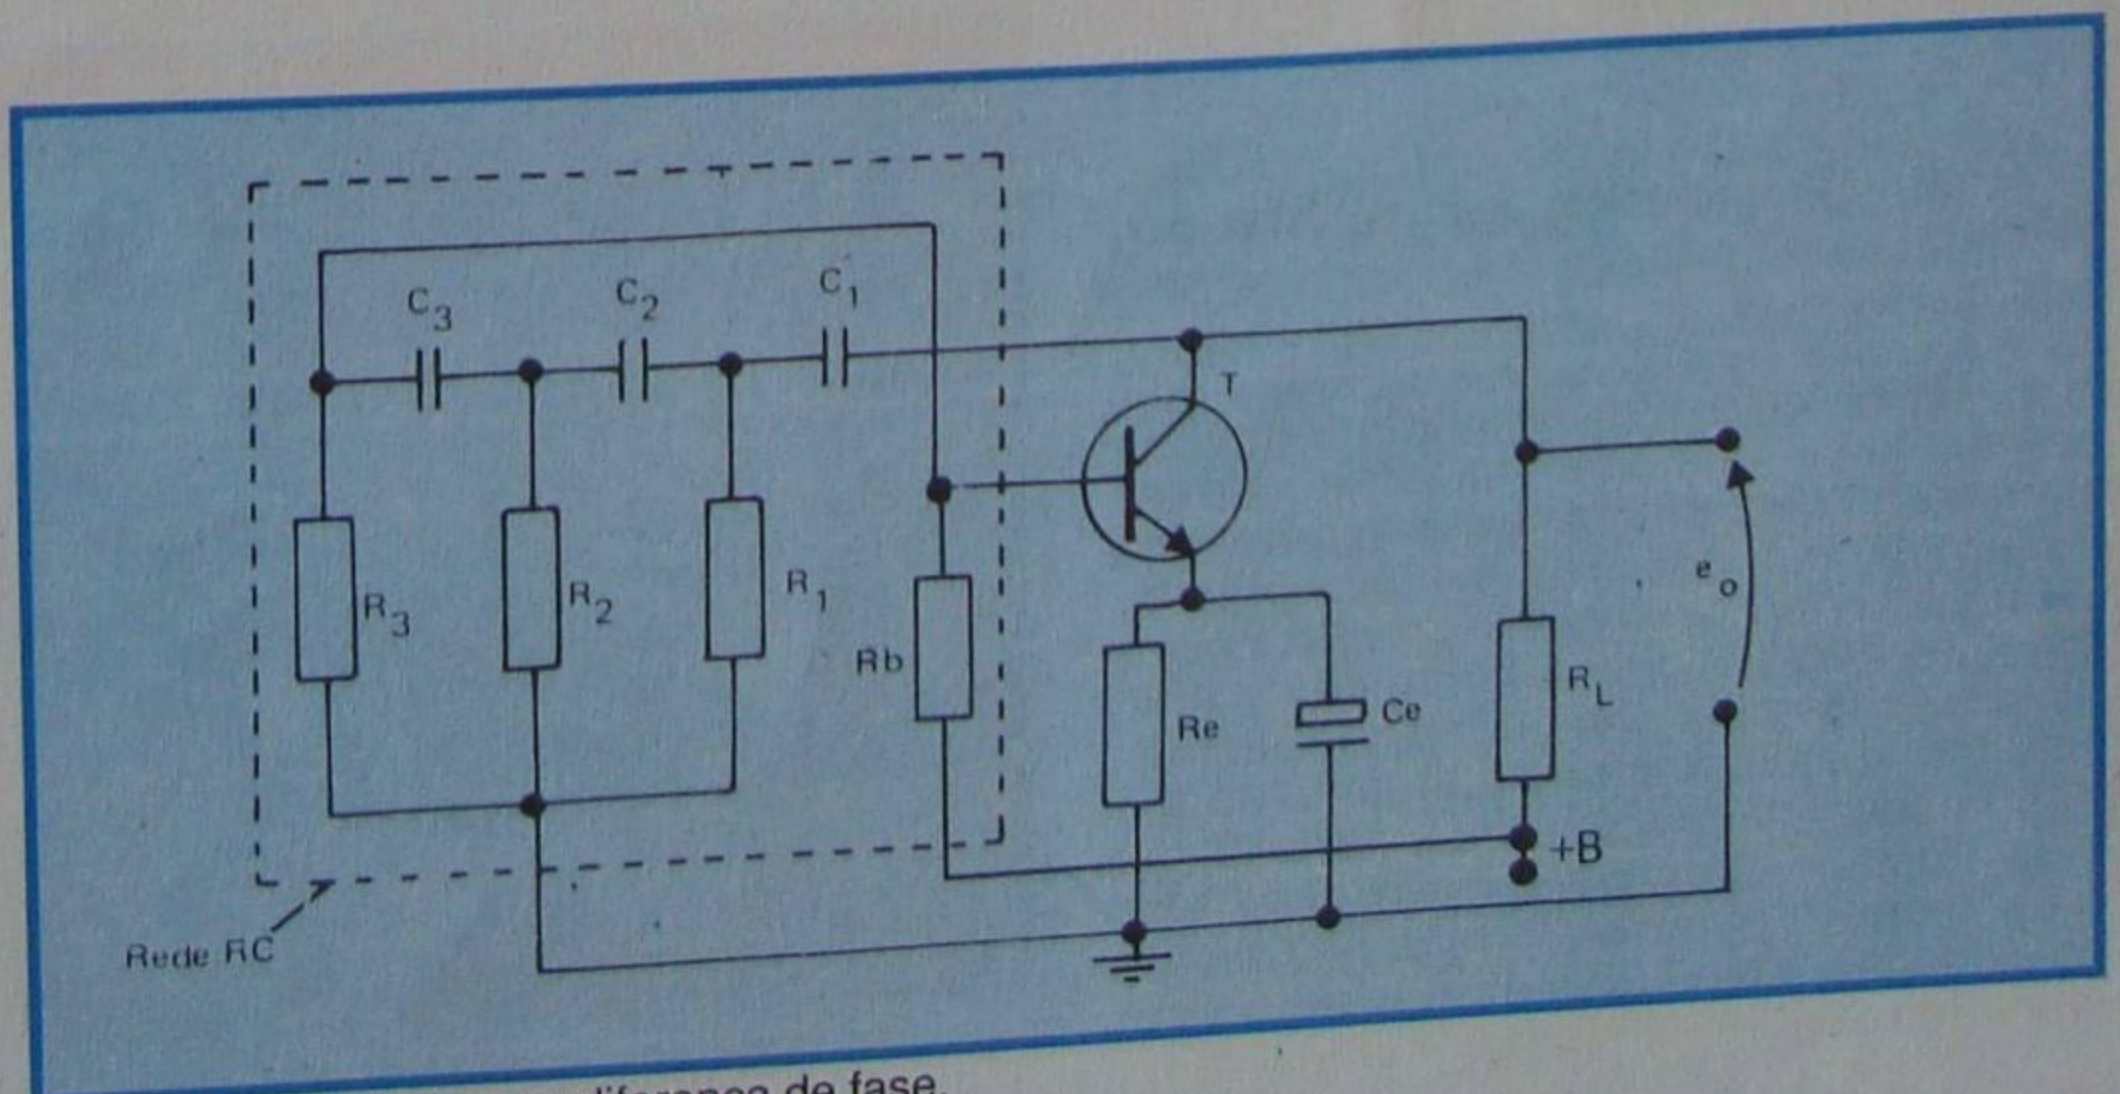 C3
C2
C1
T
R3
R2
R1
Rb
Re
Ce
RL
eo
+B
Rede RC
de fase.